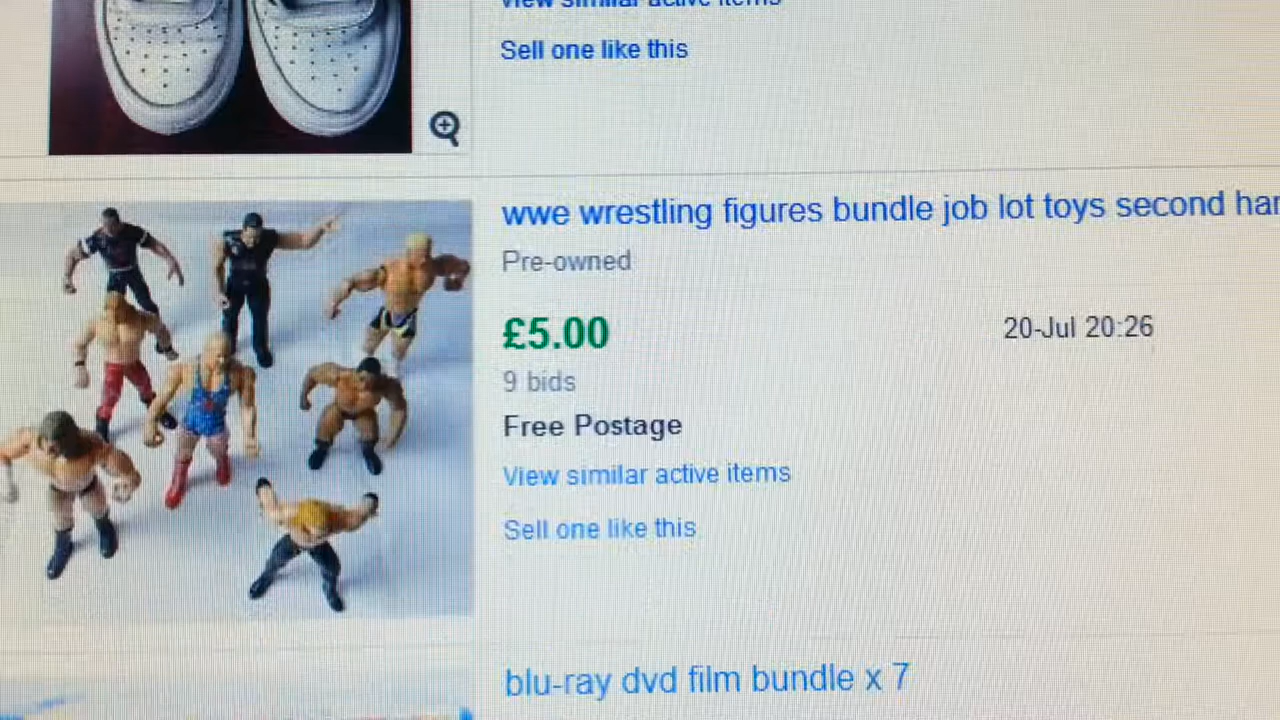 Sell one like this
wwe wrestling figures bundle job lot toys second
Pre-owned
£5.00
20-Jul 20:26
9 bids
Free Postage
View similar active items
Sell one like this
blu-ray dvd film bundle x 7